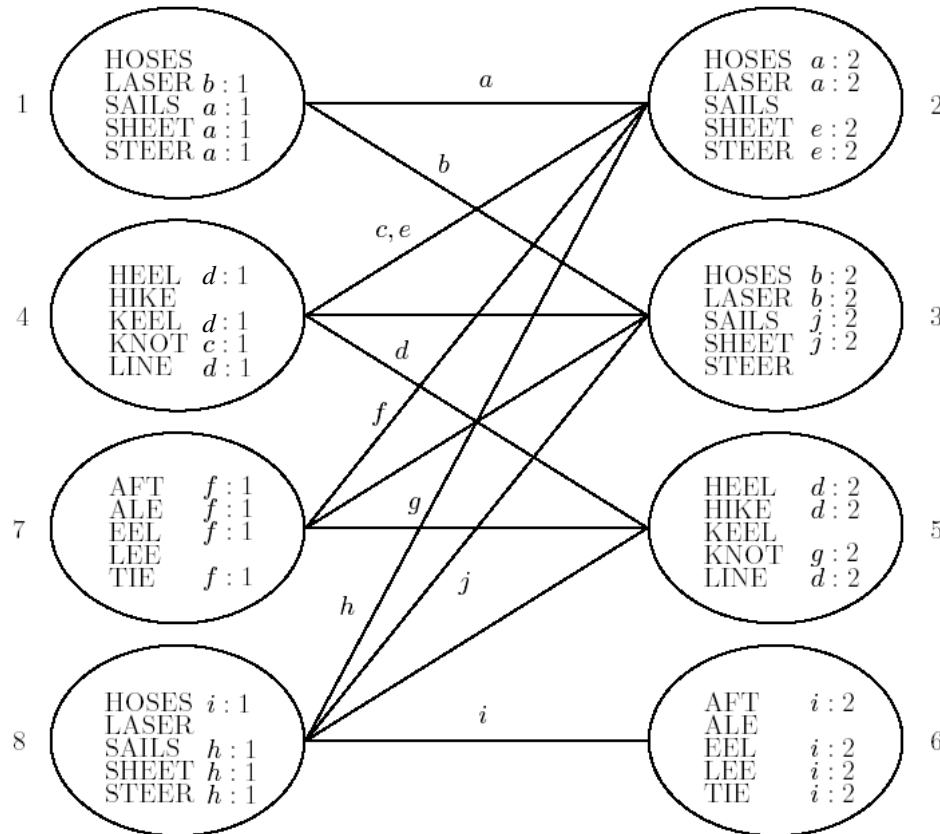 HOSES
LASER b : 1
1 SAILS a : 1
SHEET a : 1
STEER a : 1
a
HOSES a : 2
LASER a : 2
SAILS 2
SHEET e : 2
STEER e : 2
b
c, e
HEEL d : 1
HIKE
4 KEEL d : 1
KNOT c : 1
LINE d : 1
HOSES b : 2
LASER b : 2
SAILS j : 2 3
SHEET j : 2
STEER
d
f
AFT f : 1
ALE f : 1
7 EEL f : 1
LEE
TIE f : 1
g
HEEL d : 2
HIKE d : 2
KEEL 5
KNOT g : 2
LINE d : 2
j
h
HOSES i : 1
LASER
8 SAILS h : 1
SHEET h : 1
STEER h : 1
i
AFT i : 2
ALE
EEL i : 2 6
LEE i : 2
TIE i : 2